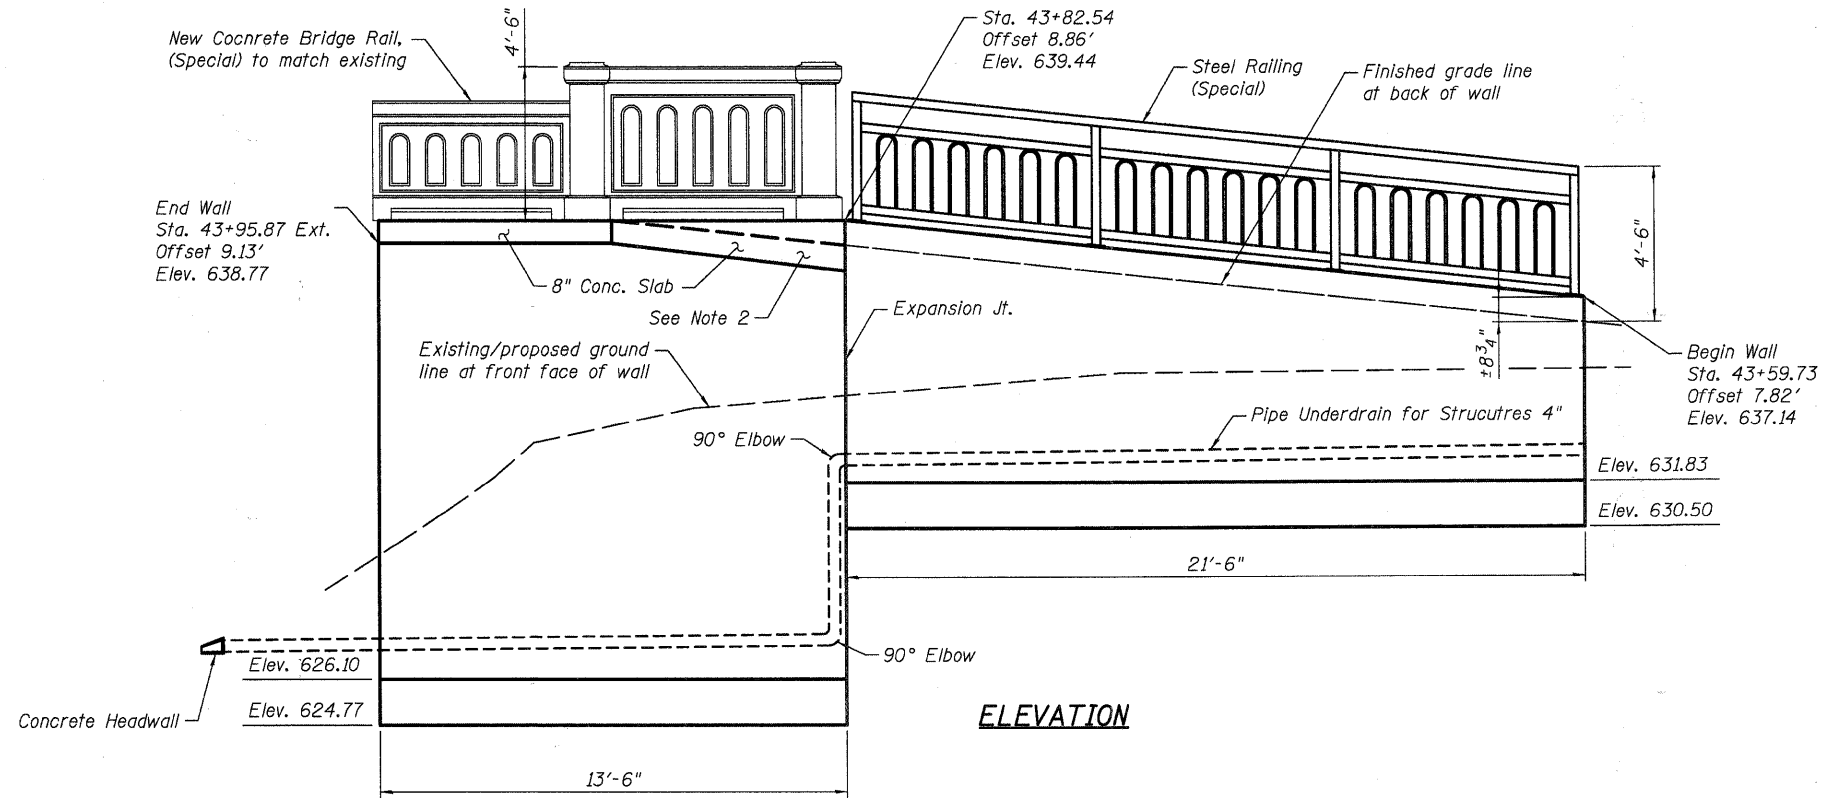 New Cocnrete Bridge Rail,
(Special) to match existing
4'-6"
Sta. 43+82.54
Offset 8.86'
Elev. 639.44
Steel Railing
(Special)
Finished grade line
at back of wall
End Wall
Sta. 43+95.87 Ext.
Offset 9.13'
Elev. 638.77
8" Conc. Slab
See Note 2
Expansion Jt.
4'-6"
±8 3/4"
Existing/proposed ground
line at front face of wall
Begin Wall
Sta. 43+59.73
Offset 7.82'
Elev. 637.14
90° Elbow
Pipe Underdrain for Strucutres 4"
Elev. 631.83
Elev. 630.50
21'-6"
90° Elbow
Elev. 626.10
Elev. 624.77
Concrete Headwall
ELEVATION
13'-6"